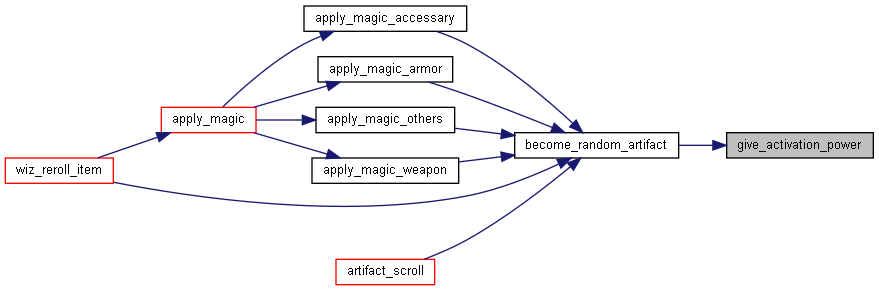 apply_magic_accessary
apply_magic_armor
apply_magic
apply_magic_others
become_random_artifact
give_activation_power
wiz_reroll_item
apply_magic_weapon
artifact_scroll